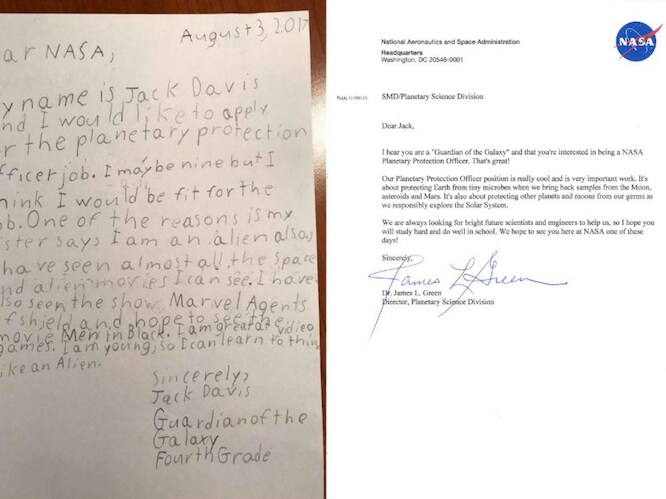 August 3, 2017
ar NASA,
y name is Jack Davis
nd I would like to apply
r the planetary protection
fficer job. I may be nine but I
hink I would be fit for the
ob. One of the reasons is my
ister says I am an alien also
have seen almost all the space
nd alien movies I can see. I have
lso seen the show Marvel Agents
f shield and hope to see the
movie Men in Black. I am great at vidio
games. I am young, so I can learn to think
ike an Alien.
Sincerely,
Jack Davis
Guardian of the
Galaxy
Fourth Grade
NASA
National Aeronautics and Space Administration
Headquarters
Washington, DC 20546-0001
Reply to Attn of:
SMD/Planetary Science Division
Dear Jack,
I hear you are a "Guardian of the Galaxy" and that you're interested in being a NASA
Planetary Protection Officer. That's great!
Our Planetary Protection Officer position is really cool and is very important work. It's
about protecting Earth from tiny microbes when we bring back samples from the Moon,
asteroids and Mars. It's also about protecting other planets and moons from our germs as
we responsibly explore the Solar System.
We are always looking for bright future scientists and engineers to help us, so I hope you
will study hard and do well in school. We hope to see you here at NASA one of these
days!
Sincerely,
James L Green
Dr. James L. Green
Director, Planetary Science Division